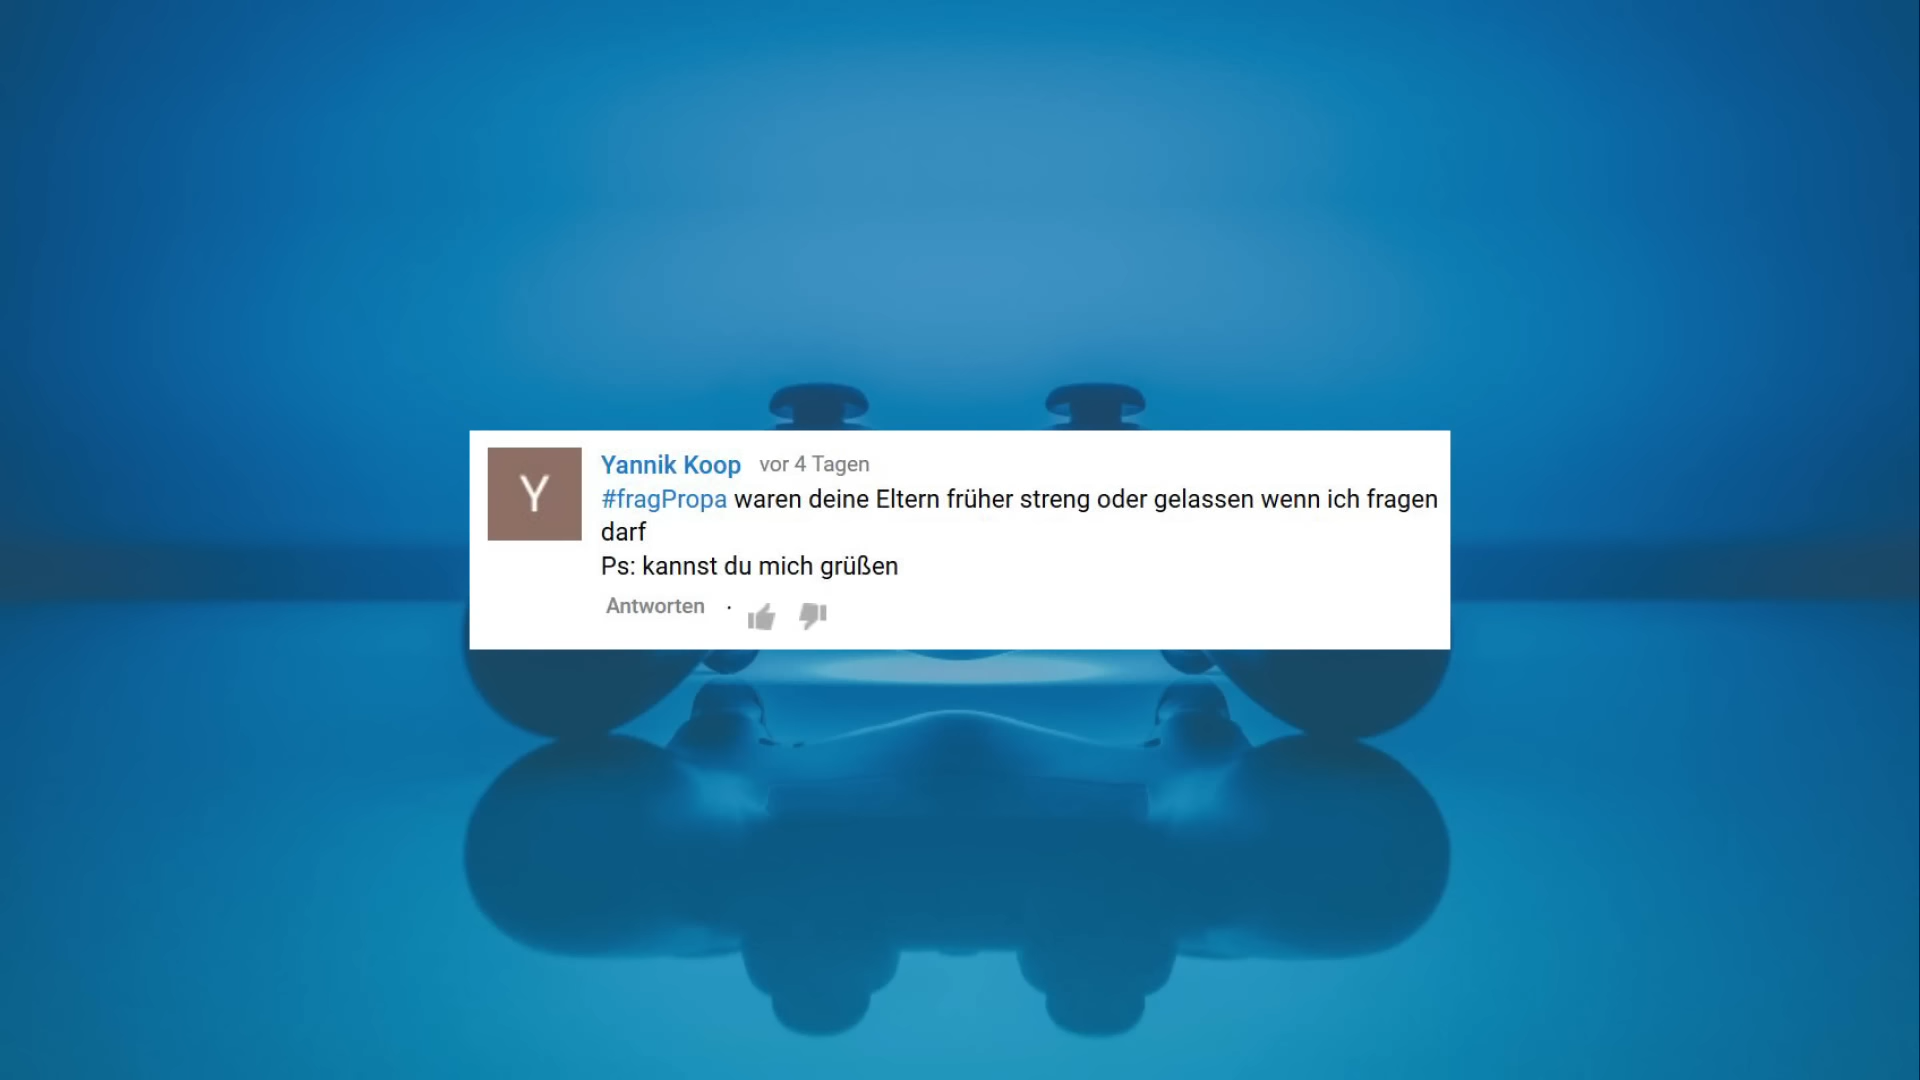 Y
Yannik Koop vor 4 Tagen
#fragPropa waren deine Eltern früher streng oder gelassen wenn ich fragen
darf
Ps: kannst du mich grüßen
Antworten ·